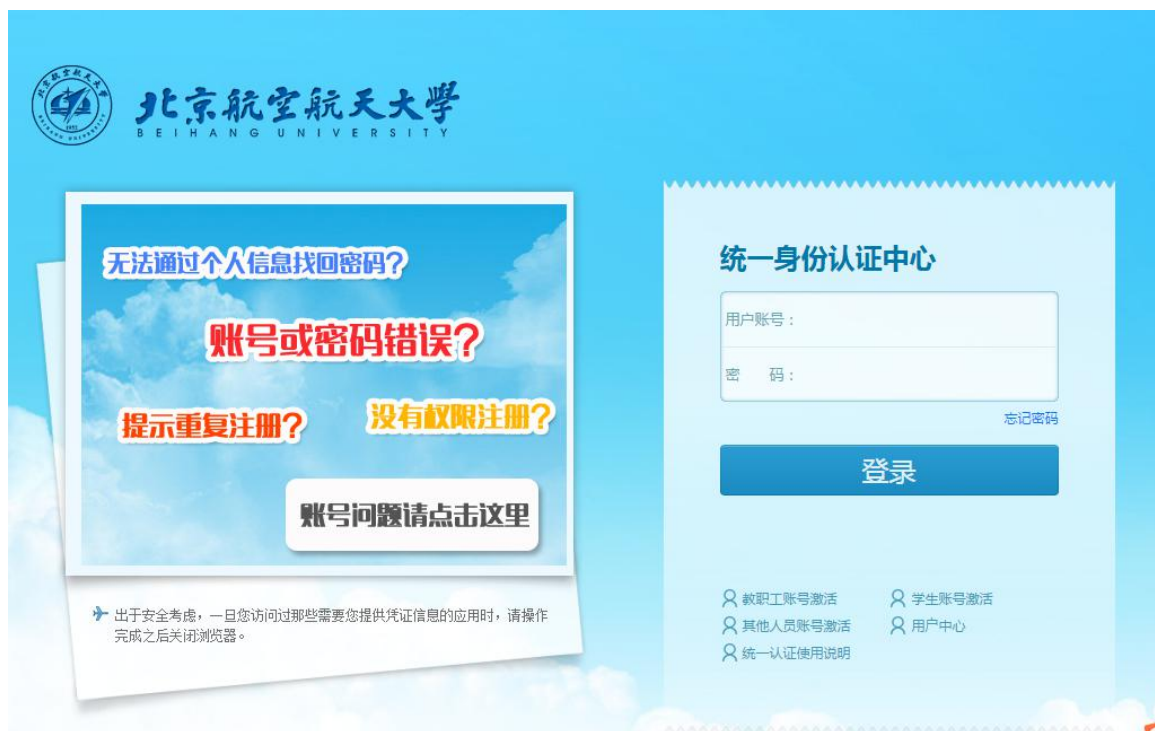 北京航空航天大學
BEIHANG UNIVERSITY
无法通过个人信息找回密码?
账号或密码错误?
提示重复注册?
没有权限注册?
账号问题请点击这里
出于安全考虑，一旦您访问过那些需要您提供凭证信息的应用时，请操作
完成之后关闭浏览器。
统一身份认证中心
用户账号：
密 码：
忘记密码
登录
教职工账号激活
学生账号激活
其他人员账号激活
用户中心
统一认证使用说明